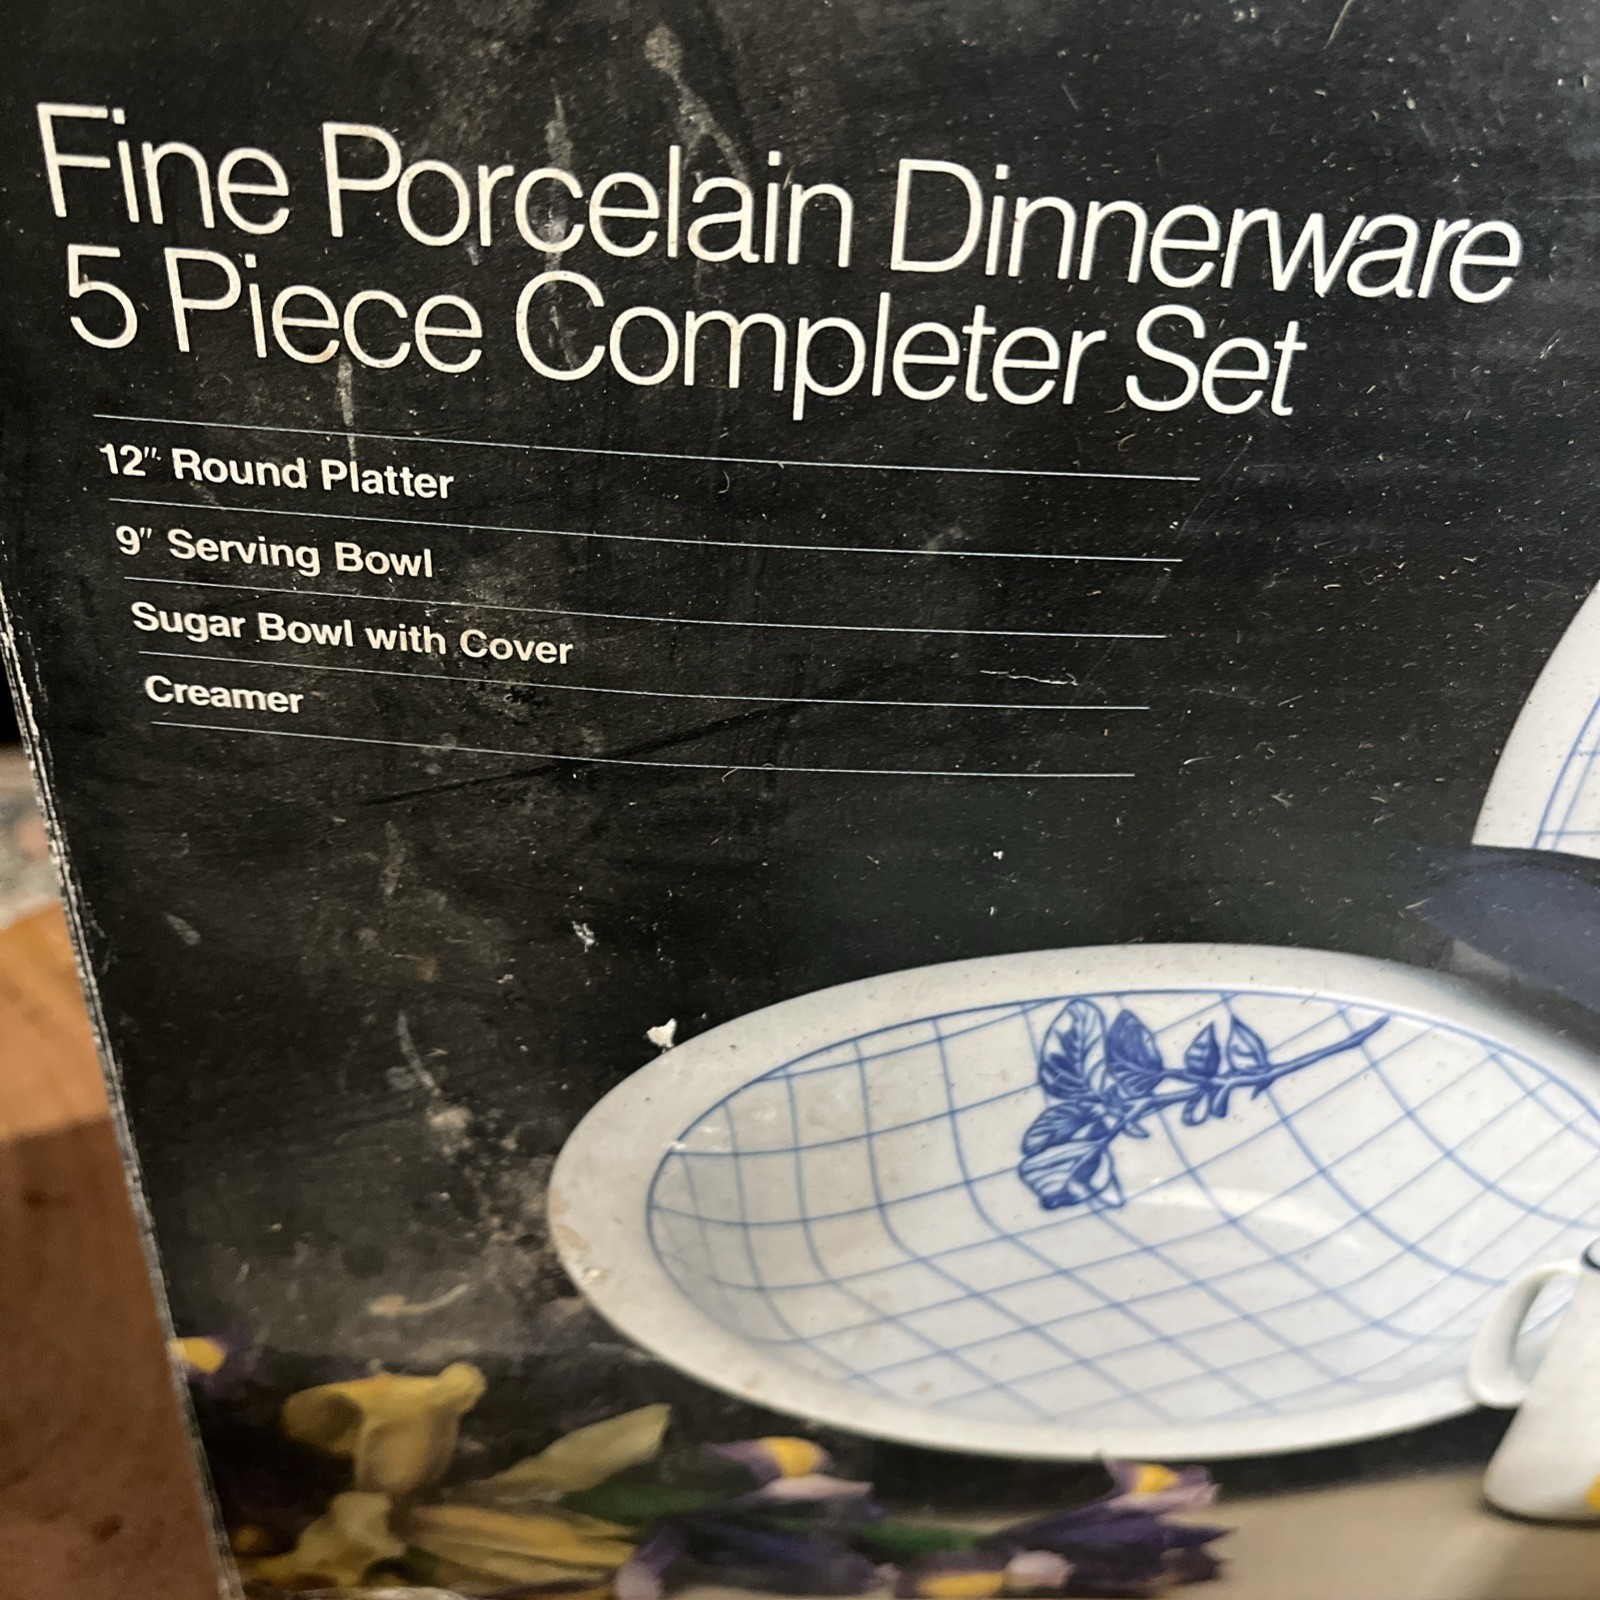 Fine Porcelain Dinnerware
5 Piece Completer Set
12" Round Platter
9" Serving Bowl
Sugar Bowl with Cover
Creamer